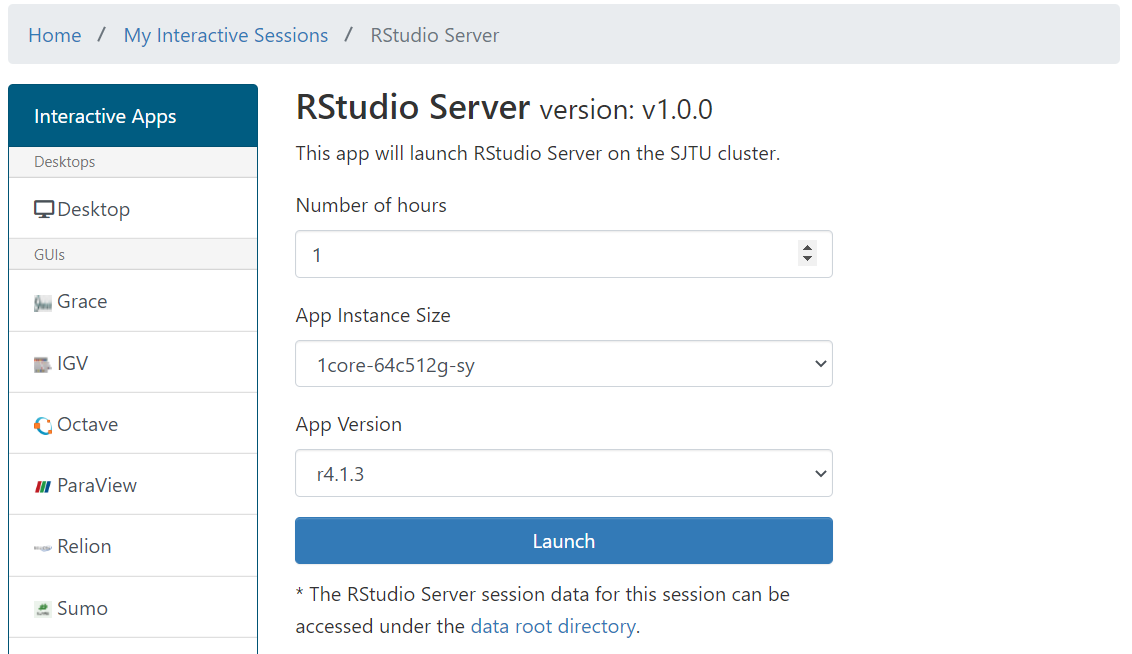 Home / My Interactive Sessions / RStudio Server
Interactive Apps
Desktops
Desktop
GUIs
Grace
IGV
Octave
ParaView
Relion
Sumo
RStudio Server version: v1.0.0
This app will launch RStudio Server on the SJTU cluster.
Number of hours
1
App Instance Size
1core-64c512g-sy
App Version
r4.1.3
Launch
* The RStudio Server session data for this session can be
accessed under the data root directory.